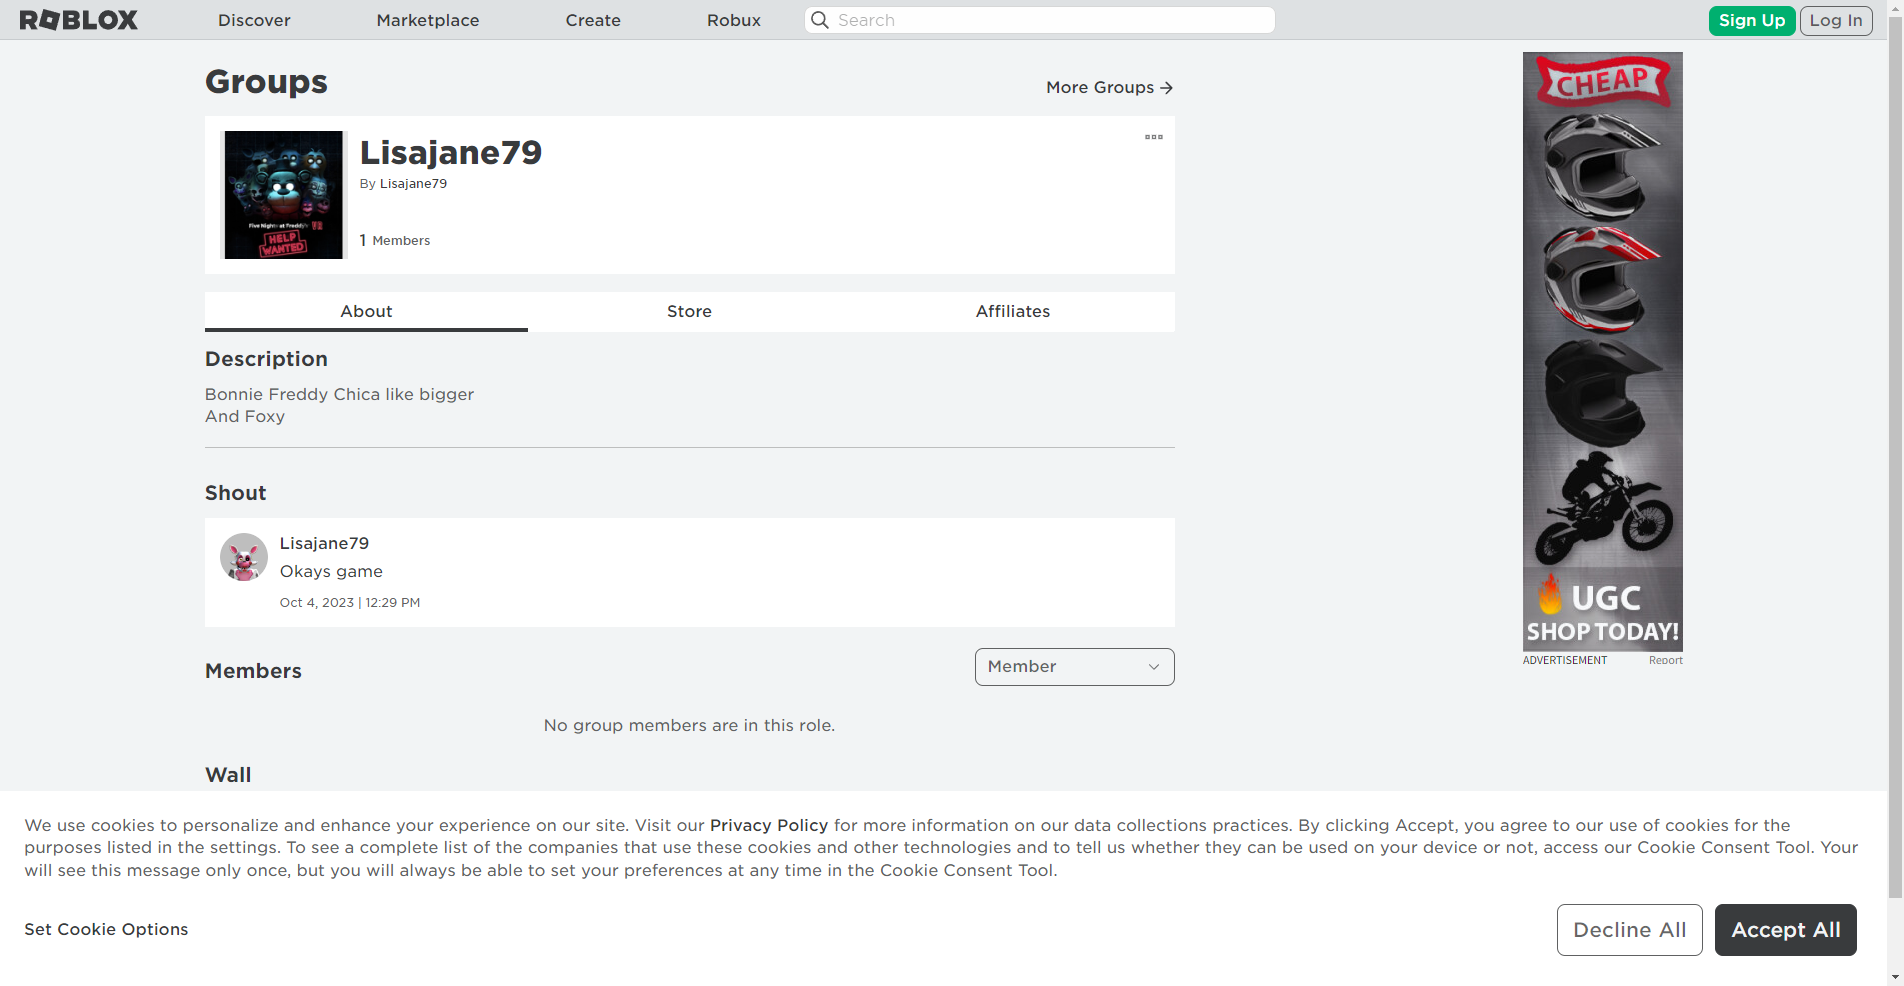 ROBLOX
Discover
Marketplace
Create
Robux
Search
Sign Up
Log In
Groups
More Groups
Lisajane79
By Lisajane79
1 Members
Five Nights at Freddy's VR
HELP
WANTED
About
Store
Affiliates
Description
Bonnie Freddy Chica like bigger
And Foxy
Shout
Lisajane79
Okays game
Oct 4, 2023 | 12:29 PM
Members
Member
No group members are in this role.
Wall
CHEAP
UGC
SHOP TODAY!
ADVERTISEMENT
Report
We use cookies to personalize and enhance your experience on our site. Visit our Privacy Policy for more information on our data collections practices. By clicking Accept, you agree to our use of cookies for the
purposes listed in the settings. To see a complete list of the companies that use these cookies and other technologies and to tell us whether they can be used on your device or not, access our Cookie Consent Tool. Your
will see this message only once, but you will always be able to set your preferences at any time in the Cookie Consent Tool.
Set Cookie Options
Decline All
Accept All